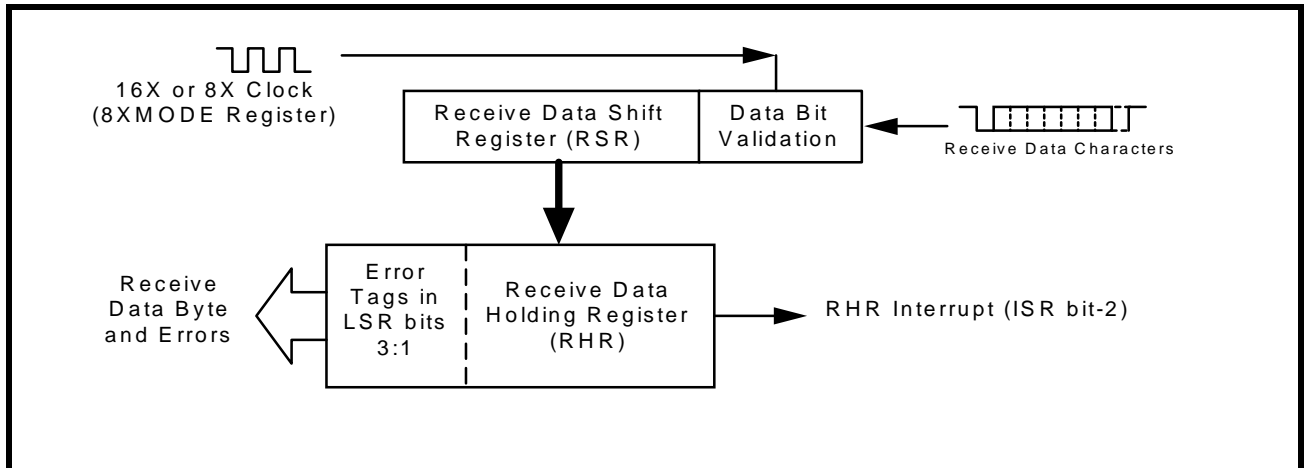 16X or 8X Clock
(8XMODE Register)
Receive Data Shift
Register (RSR)
Data Bit
Validation
Receive Data Characters
Receive
Data Byte
and Errors
Error
Tags in
LSR bits
3:1
Receive Data
Holding Register
(RHR)
RHR Interrupt (ISR bit-2)